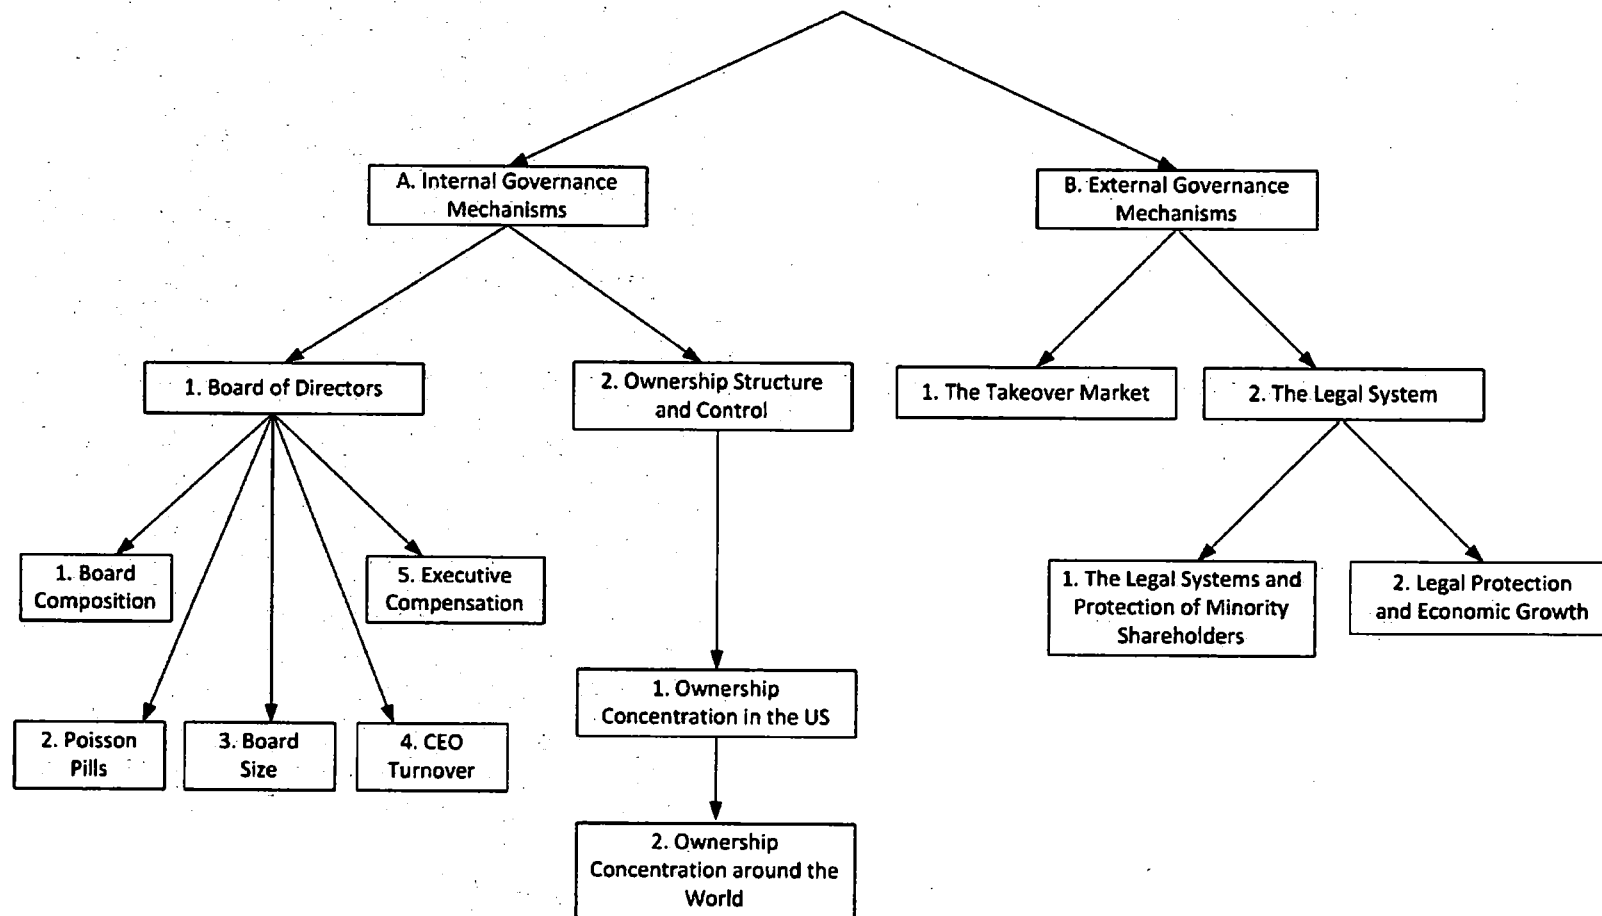 A. Internal Governance
Mechanisms
B. External Governance
Mechanisms
1. Board of Directors
2. Ownership Structure
and Control
1. The Takeover Market
2. The Legal System
1. Board
Composition
5. Executive
Compensation
1. The Legal Systems and
Protection of Minority
Shareholders
2. Legal Protection
and Economic Growth
2. Poisson
Pills
3. Board
Size
4. CEO
Turnover
1. Ownership
Concentration in the US
2. Ownership
Concentration around the
World